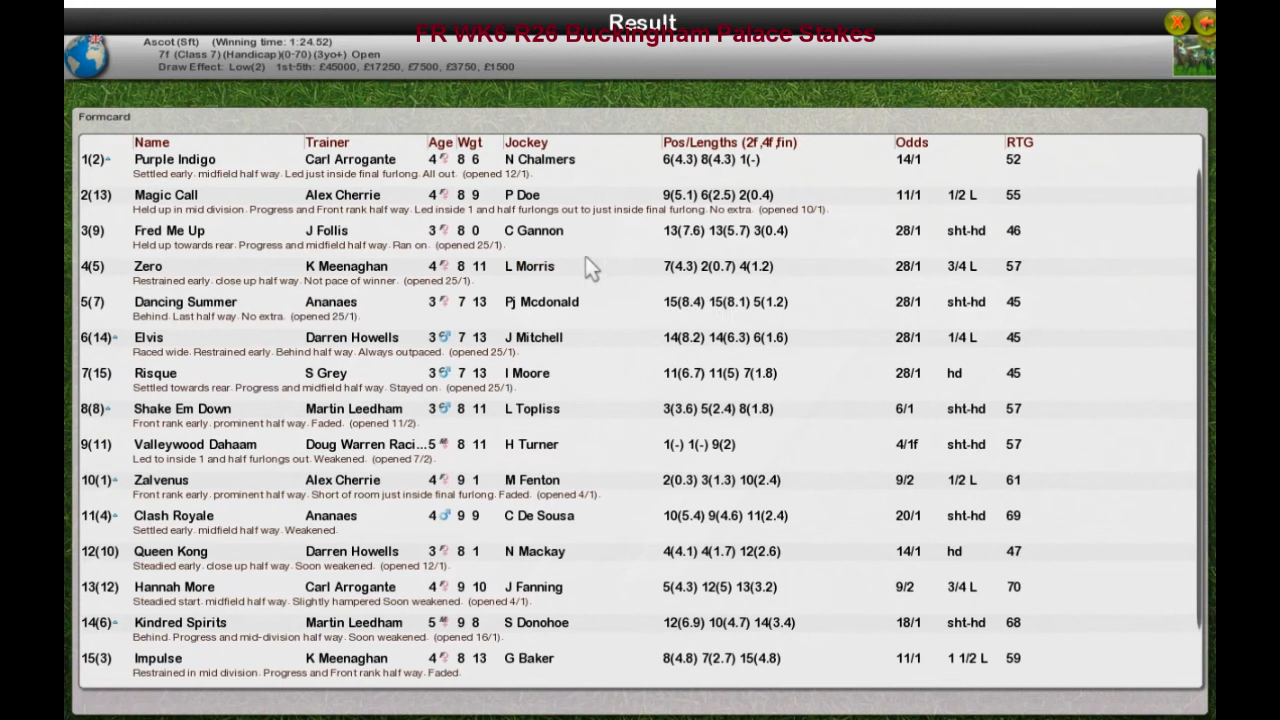 Result
FR WK6 R26 Buckingham Palace Stakes
Ascot (Sft) (Winning time: 1:24.52)
7f (Class 7) (Handicap)(0-70) (3yo+) Open
Draw Effect: Low(2) 1st-5th: £45000, £17250, £7500, £3750, £1500
Formcard
Name Trainer Age Wgt Jockey Pos/Lengths (2f,4f,fin) Odds RTG
1(2) Purple Indigo Carl Arrogante 4 8 6 N Chalmers 6(4.3) 8(4.3) 1(-) 14/1 52
Settled early. midfield half way. Led just inside final furlong. All out. (opened 12/1).
2(13) Magic Call Alex Cherrie 4 8 9 P Doe 9(5.1) 6(2.5) 2(0.4) 11/1 1/2 L 55
Held up in mid division. Progress and Front rank half way. Led inside 1 and half furlongs out to just inside final furlong. No extra. (opened 10/1).
3(9) Fred Me Up J Follis 3 8 0 C Gannon 13(7.6) 13(5.7) 3(0.4) 28/1 sht-hd 46
Held up towards rear. Progress and midfield half way. Ran on. (opened 25/1).
4(5) Zero K Meenaghan 4 8 11 L Morris 7(4.3) 2(0.7) 4(1.2) 28/1 3/4 L 57
Restrained early. close up half way. Not pace of winner. (opened 25/1).
5(7) Dancing Summer Ananaes 3 7 13 Pj Mcdonald 15(8.4) 15(8.1) 5(1.2) 28/1 sht-hd 45
Behind. Last half way. No extra. (opened 25/1).
6(14) Elvis Darren Howells 3 7 13 J Mitchell 14(8.2) 14(6.3) 6(1.6) 28/1 1/4 L 45
Raced wide. Restrained early. Behind half way. Always outpaced. (opened 25/1).
7(15) Risque S Grey 3 7 13 I Moore 11(6.7) 11(5) 7(1.8) 28/1 hd 45
Settled towards rear. Progress and midfield half way. Stayed on. (opened 25/1).
8(8) Shake Em Down Martin Leedham 3 8 11 L Topliss 3(3.6) 5(2.4) 8(1.8) 6/1 sht-hd 57
Front rank early. prominent half way. Faded. (opened 11/2).
9(11) Valleywood Dahaam Doug Warren Raci... 5 8 11 H Turner 1(-) 1(-) 9(2) 4/1f sht-hd 57
Led to inside 1 and half furlongs out. Weakened. (opened 7/2).
10(1) Zalvenus Alex Cherrie 4 9 1 M Fenton 2(0.3) 3(1.3) 10(2.4) 9/2 1/2 L 61
Front rank early. prominent half way. Short of room just inside final furlong. Faded. (opened 4/1).
11(4) Clash Royale Ananaes 4 9 9 C De Sousa 10(5.4) 9(4.6) 11(2.4) 20/1 sht-hd 69
Settled early. midfield half way. Weakened.
12(10) Queen Kong Darren Howells 3 8 1 N Mackay 4(4.1) 4(1.7) 12(2.6) 14/1 hd 47
Steadied early. close up half way. Soon weakened. (opened 12/1).
13(12) Hannah More Carl Arrogante 4 9 10 J Fanning 5(4.3) 12(5) 13(3.2) 9/2 3/4 L 70
Steadied start. midfield half way. Slightly hampered Soon weakened. (opened 4/1).
14(6) Kindred Spirits Martin Leedham 5 9 8 S Donohoe 12(6.9) 10(4.7) 14(3.4) 18/1 sht-hd 68
Behind. Progress and mid-division half way. Soon weakened. (opened 16/1).
15(3) Impulse K Meenaghan 4 8 13 G Baker 8(4.8) 7(2.7) 15(4.8) 11/1 1 1/2 L 59
Restrained in mid division. Progress and Front rank half way. Faded.